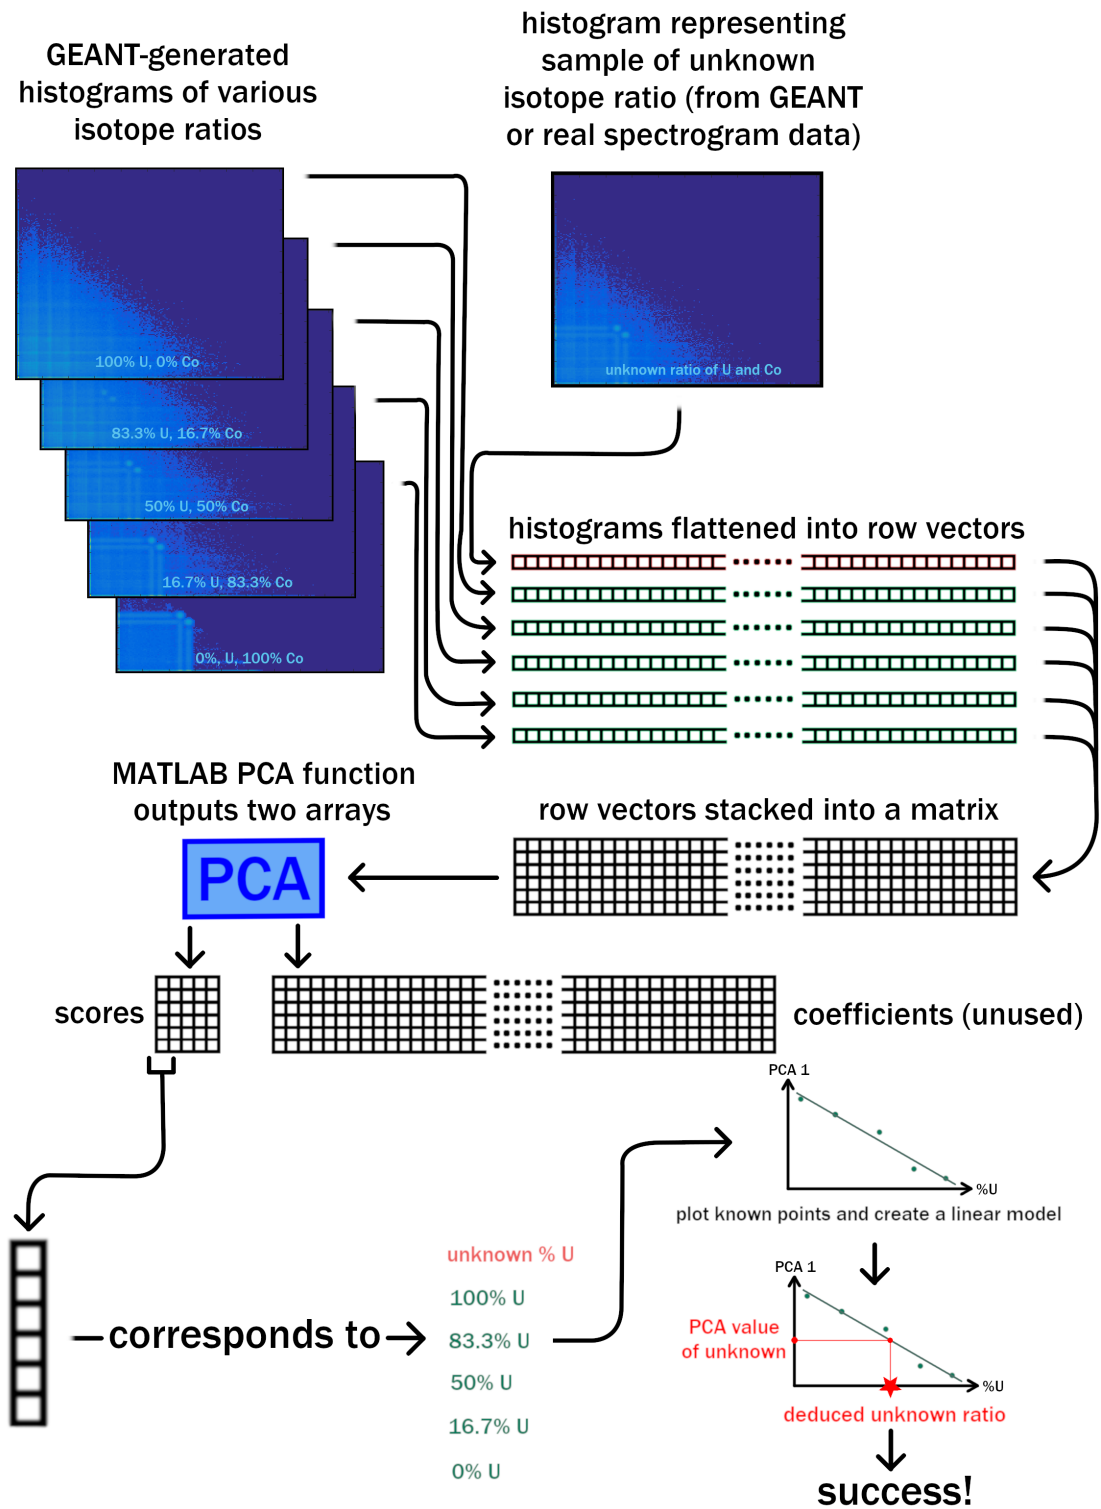 GEANT-generated
histograms of various
isotope ratios
histogram representing
sample of unknown
isotope ratio (from GEANT
or real spectrogram data)
100% U, 0% Co
83.3% U, 16.7% Co
50% U, 50% Co
16.7% U, 83.3% Co
0%, U, 100% Co
unknown ratio of U and Co
histograms flattened into row vectors
row vectors stacked into a matrix
MATLAB PCA function
outputs two arrays
PCA
scores
coefficients (unused)
corresponds to
unknown % U
100% U
83.3% U
50% U
16.7% U
0% U
PCA 1
%U
plot known points and create a linear model
PCA 1
PCA value
of unknown
%U
deduced unknown ratio
success!